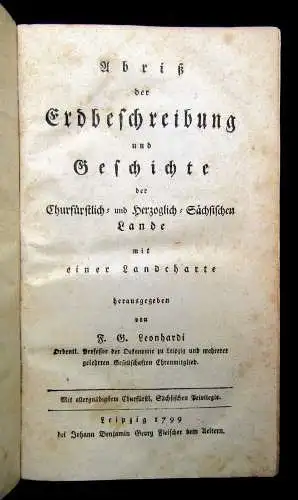 Abriß
der
Erdbeschreibung
und
Geschichte
der
Churfürstlich- und Herzoglich-Sächsischen
Lande
mit
einer Landcharte
herausgegeben
von
F. G. Leonhardi
Ordentl. Professor der Oekonomie zu Leipzig und mehrerer
gelehrten Gesellschaften Ehrenmitglied.
Mit allergnädigstem Churfürstl. Sächsischen Privilegio.
Leipzig 1799
bei Johann Benjamin Georg Fleischer dem Aeltern.